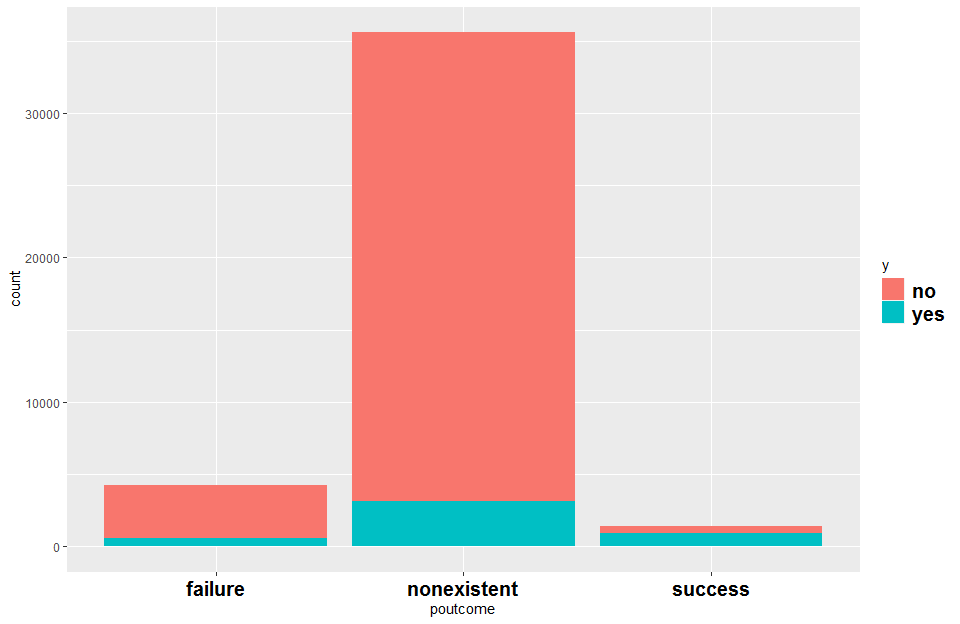 count
30000
20000
10000
0
failure nonexistent success
poutcome
y
no
yes